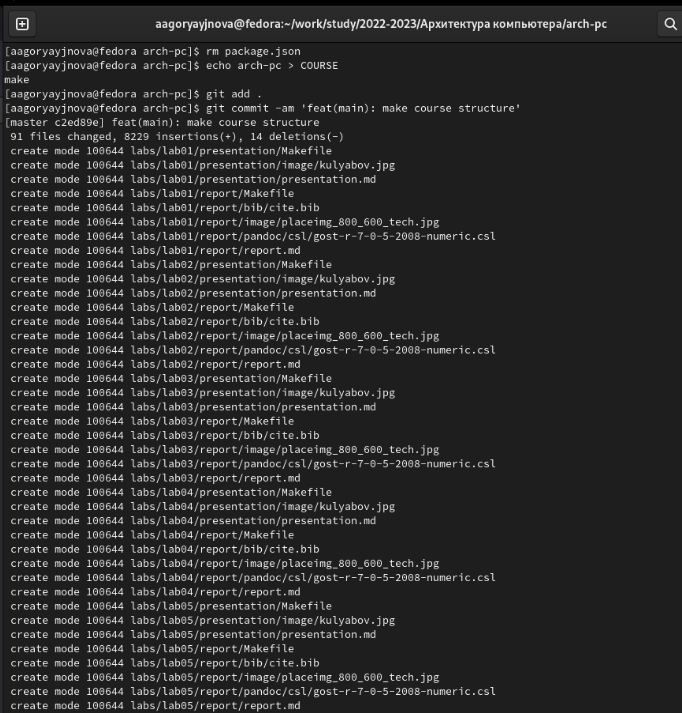 aagoryayjnova@fedora:~/work/study/2022-2023/Архитектура компьютера/arch-pc
[aagoryayjnova@fedora arch-pc]$ rm package.json
[aagoryayjnova@fedora arch-pc]$ echo arch-pc > COURSE
make
[aagoryayjnova@fedora arch-pc]$ git add .
[aagoryayjnova@fedora arch-pc]$ git commit -am 'feat(main): make course structure'
[master c2ed89e] feat(main): make course structure
91 files changed, 8229 insertions(+), 14 deletions(-)
create mode 100644 labs/lab01/presentation/Makefile
create mode 100644 labs/lab01/presentation/image/kulyabov.jpg
create mode 100644 labs/lab01/presentation/presentation.md
create mode 100644 labs/lab01/report/Makefile
create mode 100644 labs/lab01/report/bib/cite.bib
create mode 100644 labs/lab01/report/image/placeimg_800_600_tech.jpg
create mode 100644 labs/lab01/report/pandoc/csl/gost-r-7-0-5-2008-numeric.csl
create mode 100644 labs/lab01/report/report.md
create mode 100644 labs/lab02/presentation/Makefile
create mode 100644 labs/lab02/presentation/image/kulyabov.jpg
create mode 100644 labs/lab02/presentation/presentation.md
create mode 100644 labs/lab02/report/Makefile
create mode 100644 labs/lab02/report/bib/cite.bib
create mode 100644 labs/lab02/report/image/placeimg_800_600_tech.jpg
create mode 100644 labs/lab02/report/pandoc/csl/gost-r-7-0-5-2008-numeric.csl
create mode 100644 labs/lab02/report/report.md
create mode 100644 labs/lab03/presentation/Makefile
create mode 100644 labs/lab03/presentation/image/kulyabov.jpg
create mode 100644 labs/lab03/presentation/presentation.md
create mode 100644 labs/lab03/report/Makefile
create mode 100644 labs/lab03/report/bib/cite.bib
create mode 100644 labs/lab03/report/image/placeimg_800_600_tech.jpg
create mode 100644 labs/lab03/report/pandoc/csl/gost-r-7-0-5-2008-numeric.csl
create mode 100644 labs/lab03/report/report.md
create mode 100644 labs/lab04/presentation/Makefile
create mode 100644 labs/lab04/presentation/image/kulyabov.jpg
create mode 100644 labs/lab04/presentation/presentation.md
create mode 100644 labs/lab04/report/Makefile
create mode 100644 labs/lab04/report/bib/cite.bib
create mode 100644 labs/lab04/report/image/placeimg_800_600_tech.jpg
create mode 100644 labs/lab04/report/pandoc/csl/gost-r-7-0-5-2008-numeric.csl
create mode 100644 labs/lab04/report/report.md
create mode 100644 labs/lab05/presentation/Makefile
create mode 100644 labs/lab05/presentation/image/kulyabov.jpg
create mode 100644 labs/lab05/presentation/presentation.md
create mode 100644 labs/lab05/report/Makefile
create mode 100644 labs/lab05/report/bib/cite.bib
create mode 100644 labs/lab05/report/image/placeimg_800_600_tech.jpg
create mode 100644 labs/lab05/report/pandoc/csl/gost-r-7-0-5-2008-numeric.csl
create mode 100644 labs/lab05/report/report.md